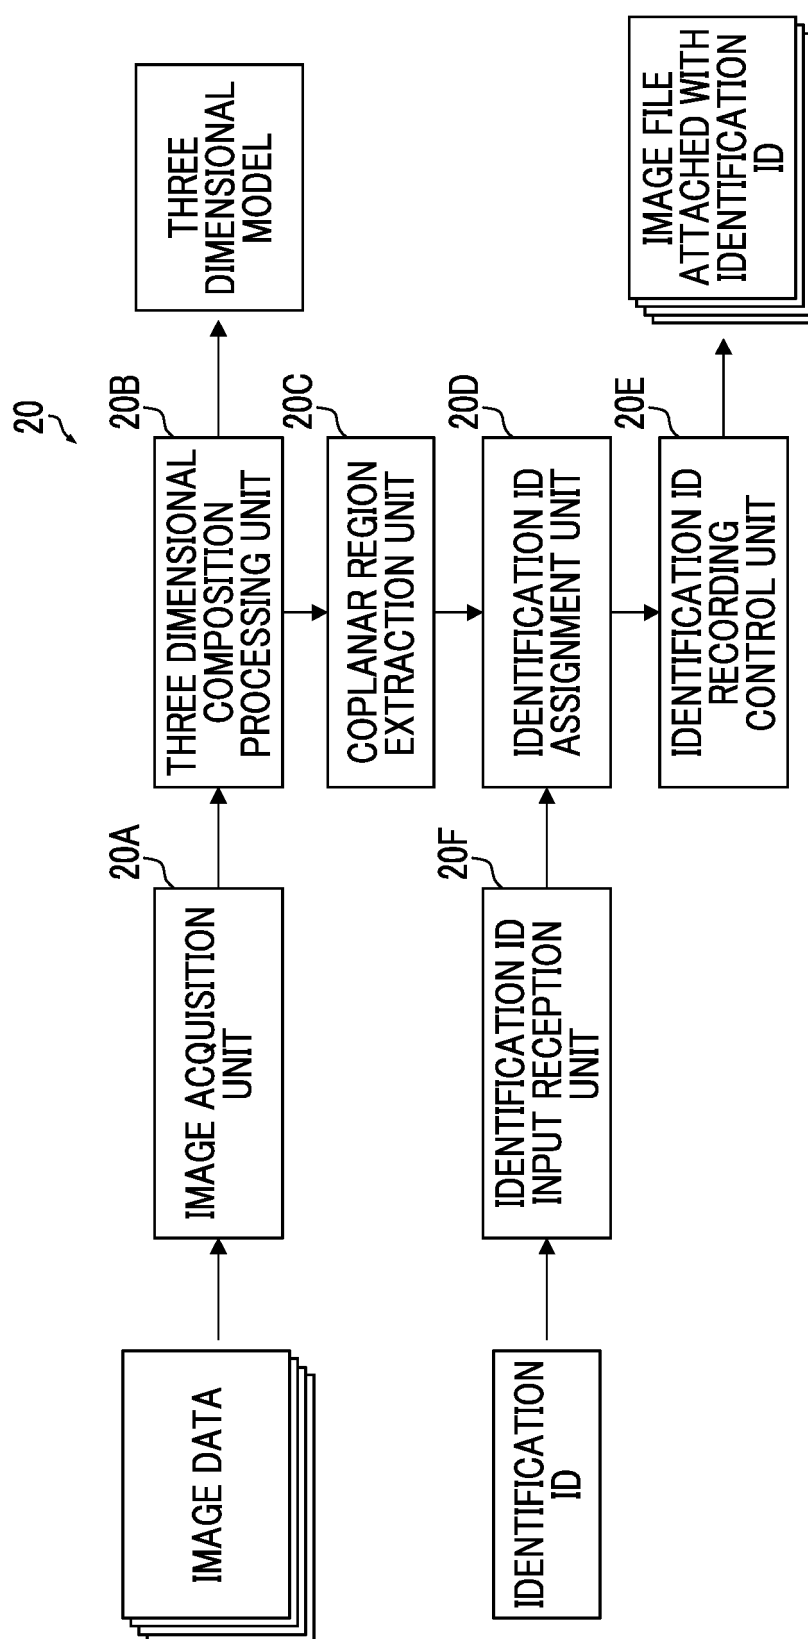 20
IMAGE DATA
20A
IMAGE ACQUISITION
UNIT
20B
THREE DIMENSIONAL
COMPOSITION
PROCESSING UNIT
THREE
DIMENSIONAL
MODEL
20C
COPLANAR REGION
EXTRACTION UNIT
IDENTIFICATION
ID
20F
IDENTIFICATION ID
INPUT RECEPTION
UNIT
20D
IDENTIFICATION ID
ASSIGNMENT UNIT
20E
IDENTIFICATION ID
RECORDING
CONTROL UNIT
IMAGE FILE
ATTACHED WITH
IDENTIFICATION
ID